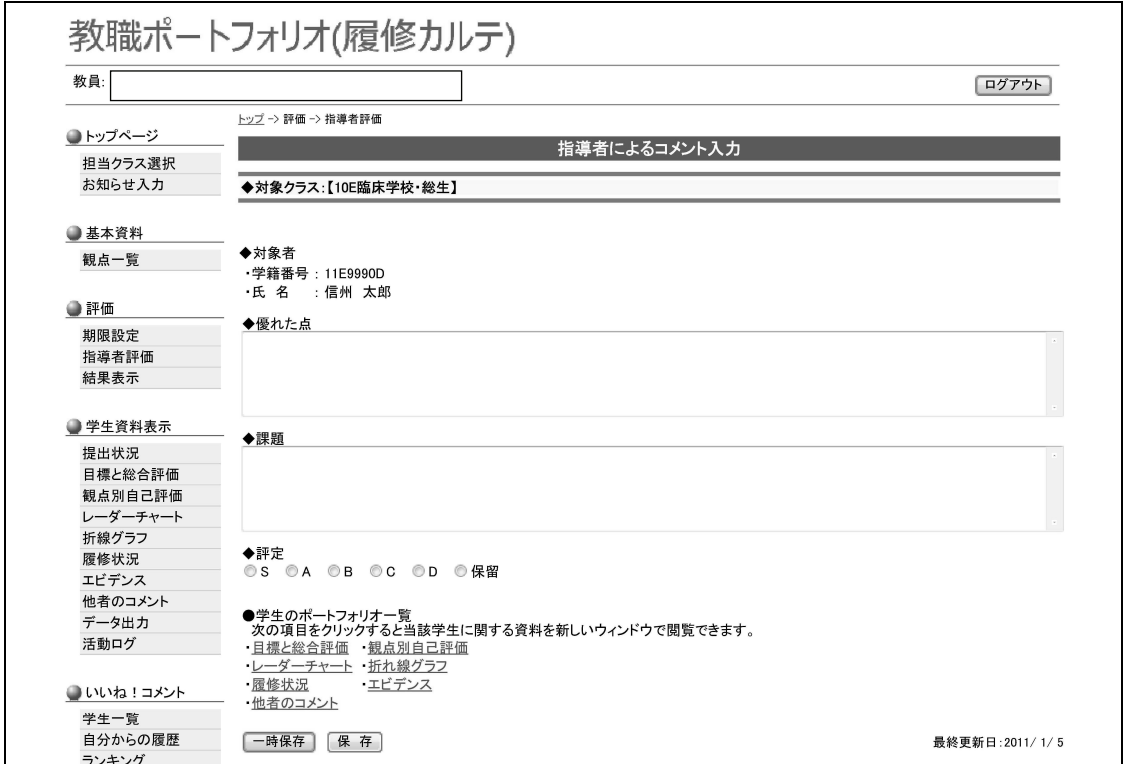 教職ポートフォリオ(履修カルテ)
教員:
ログアウト
トップページ
担当クラス選択
お知らせ入力
基本資料
観点一覧
評価
期限設定
指導者評価
結果表示
学生資料表示
提出状況
目標と総合評価
観点別自己評価
レーダーチャート
折線グラフ
履修状況
エビデンス
他者のコメント
データ出力
活動ログ
いいね！コメント
学生一覧
自分からの履歴
ランキング
トップ -> 評価 -> 指導者評価
指導者によるコメント入力
◆対象クラス:【10E臨床学校・総生】
◆対象者
・学籍番号 : 11E9990D
・氏 名 : 信州 太郎
◆優れた点
◆課題
◆評定
S A B C D 保留
●学生のポートフォリオ一覧
次の項目をクリックすると当該学生に関する資料を新しいウィンドウで閲覧できます。
・目標と総合評価 ・観点別自己評価
・レーダーチャート ・折れ線グラフ
・履修状況 ・エビデンス
・他者のコメント
一時保存 保 存
最終更新日:2011/ 1/ 5